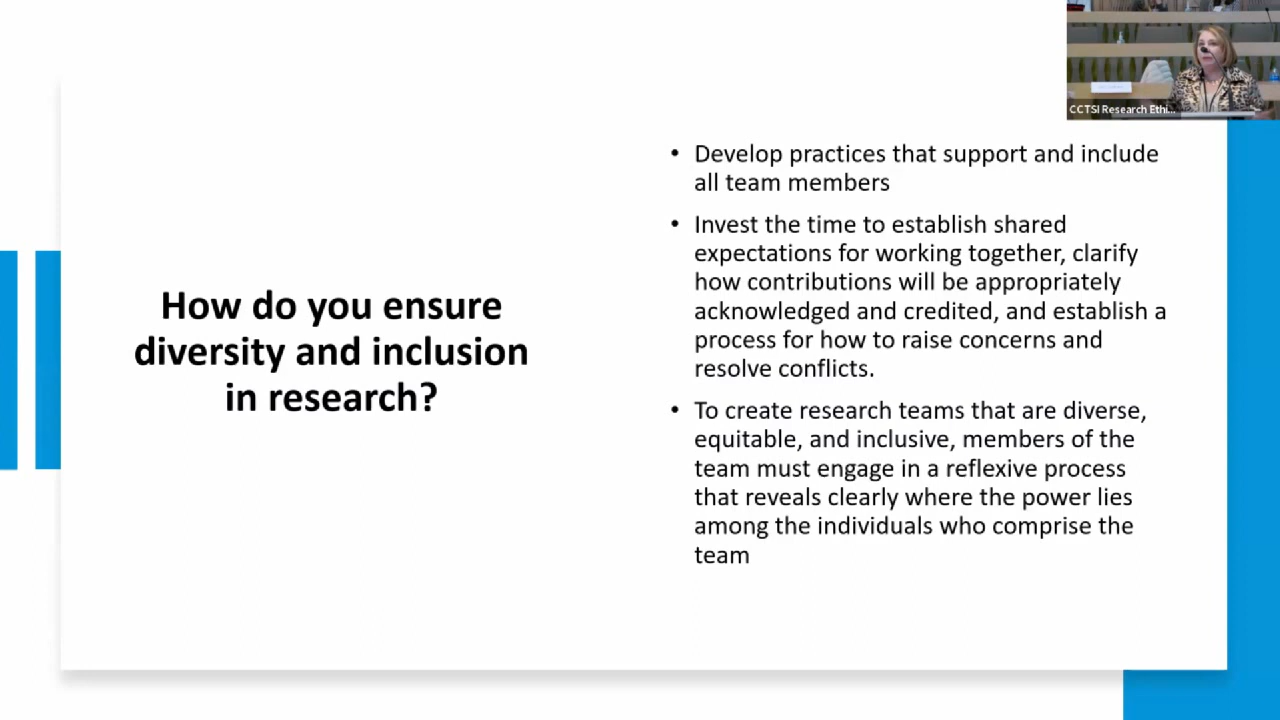 CCTSI Research Ethi...
How do you ensure
diversity and inclusion
in research?
• Develop practices that support and include
all team members
• Invest the time to establish shared
expectations for working together, clarify
how contributions will be appropriately
acknowledged and credited, and establish a
process for how to raise concerns and
resolve conflicts.
• To create research teams that are diverse,
equitable, and inclusive, members of the
team must engage in a reflexive process
that reveals clearly where the power lies
among the individuals who comprise the
team